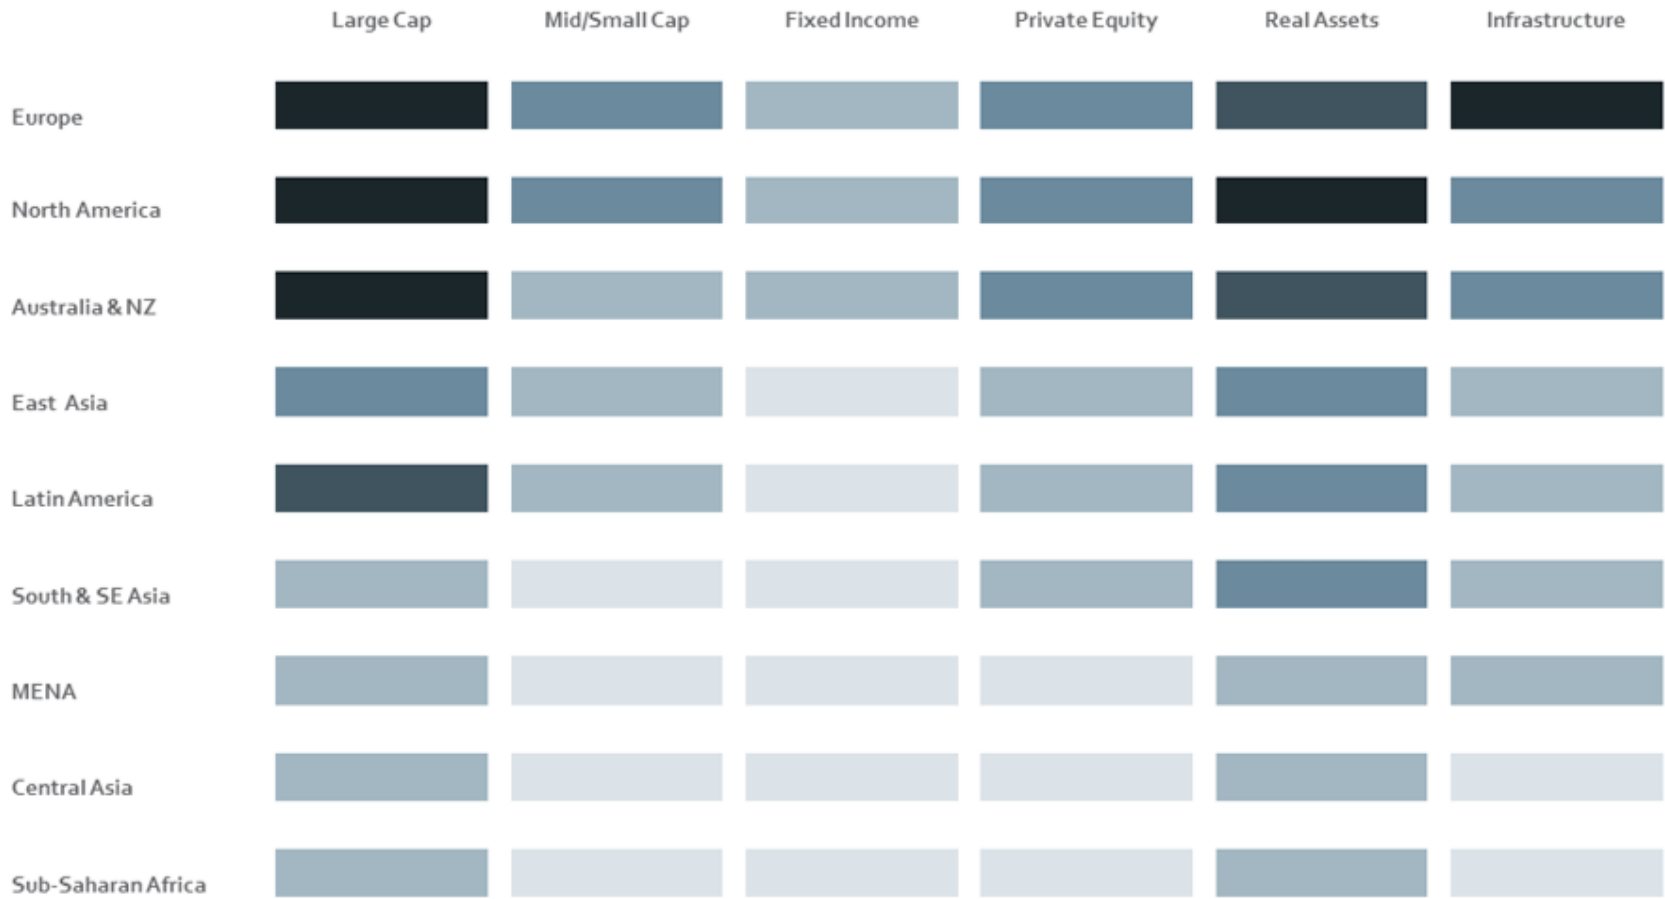 Large Cap Mid/Small Cap Fixed Income Private Equity Real Assets Infrastructure
Europe
North America
Australia & NZ
East Asia
Latin America
South & SE Asia
MENA
Central Asia
Sub-Saharan Africa